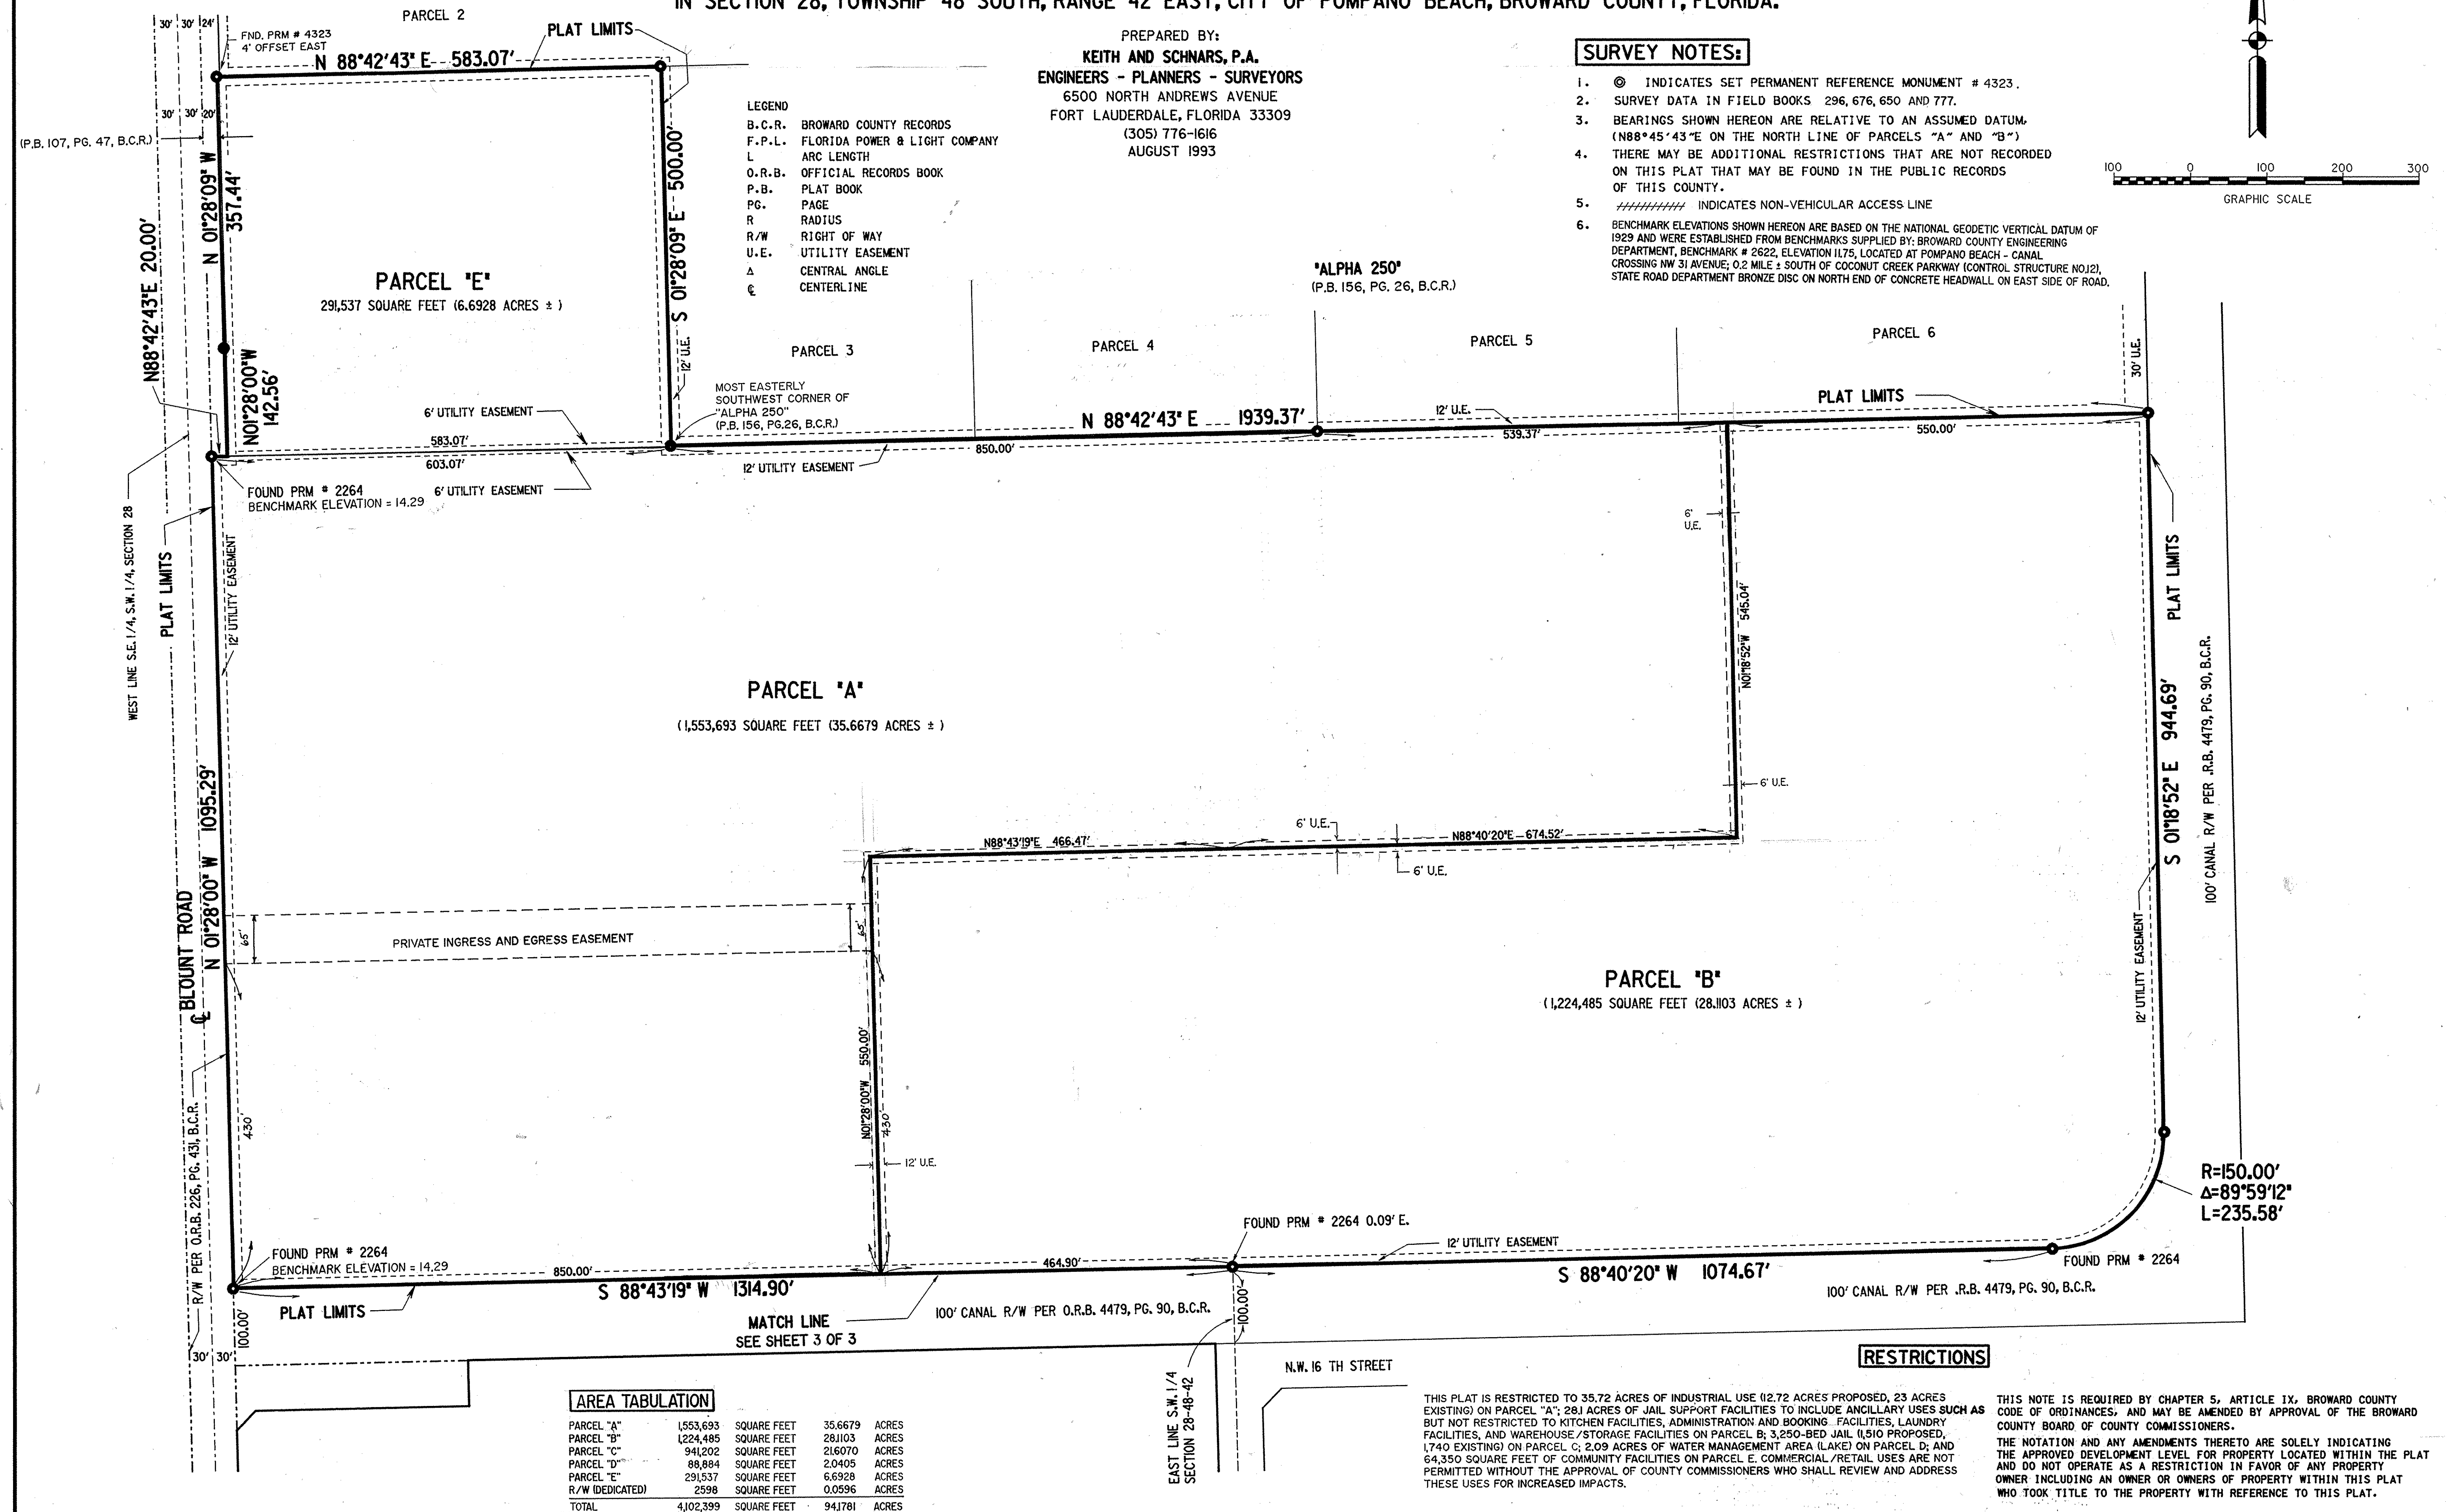 IN SECTION 28, TOWNSHIP 48 SOUTH, RANGE 42 EAST, CITY OF POMPANO BEACH, BROWARD COUNTY, FLORIDA.
PREPARED BY:
KEITH AND SCHNARS, P.A.
ENGINEERS - PLANNERS - SURVEYORS
6500 NORTH ANDREWS AVENUE
FORT LAUDERDALE, FLORIDA 33309
(305) 776-1616
AUGUST 1993
SURVEY NOTES:
1. ◎ INDICATES SET PERMANENT REFERENCE MONUMENT # 4323.
2. SURVEY DATA IN FIELD BOOKS 296, 676, 650 AND 777.
3. BEARINGS SHOWN HEREON ARE RELATIVE TO AN ASSUMED DATUM,
(N88°45'43"E ON THE NORTH LINE OF PARCELS "A" AND "B")
4. THERE MAY BE ADDITIONAL RESTRICTIONS THAT ARE NOT RECORDED
ON THIS PLAT THAT MAY BE FOUND IN THE PUBLIC RECORDS
OF THIS COUNTY.
5. INDICATES NON-VEHICULAR ACCESS LINE
6. BENCHMARK ELEVATIONS SHOWN HEREON ARE BASED ON THE NATIONAL GEODETIC VERTICAL DATUM OF
1929 AND WERE ESTABLISHED FROM BENCHMARKS SUPPLIED BY: BROWARD COUNTY ENGINEERING
DEPARTMENT, BENCHMARK # 2622, ELEVATION 11.75, LOCATED AT POMPANO BEACH - CANAL
CROSSING NW 31 AVENUE; 0.2 MILE ± SOUTH OF COCONUT CREEK PARKWAY (CONTROL STRUCTURE NO.12),
STATE ROAD DEPARTMENT BRONZE DISC ON NORTH END OF CONCRETE HEADWALL ON EAST SIDE OF ROAD.
100 0 100 200 300
GRAPHIC SCALE
LEGEND
B.C.R. BROWARD COUNTY RECORDS
F.P.L. FLORIDA POWER & LIGHT COMPANY
L ARC LENGTH
O.R.B. OFFICIAL RECORDS BOOK
P.B. PLAT BOOK
PG. PAGE
R RADIUS
R/W RIGHT OF WAY
U.E. UTILITY EASEMENT
Δ CENTRAL ANGLE
℄ CENTERLINE
30' 30' 24'
PARCEL 2
FND. PRM # 4323
4' OFFSET EAST
PLAT LIMITS
N 88°42'43" E 583.07'
30' 30' 20'
(P.B. 107, PG. 47, B.C.R.)
N 01°28'09" W
357.44'
S 01°28'09" E 500.00'
N88°42'43"E 20.00'
PARCEL "E"
291,537 SQUARE FEET (6.6928 ACRES ± )
N01°28'00"W
142.56'
12' U.E.
6' UTILITY EASEMENT
583.07'
603.07'
6' UTILITY EASEMENT
FOUND PRM # 2264
BENCHMARK ELEVATION = 14.29
MOST EASTERLY
SOUTHWEST CORNER OF
"ALPHA 250"
(P.B. 156, PG.26, B.C.R.)
PARCEL 3
PARCEL 4
"ALPHA 250"
(P.B. 156, PG. 26, B.C.R.)
PARCEL 5
PARCEL 6
30' U.E.
PLAT LIMITS
N 88°42'43" E 1939.37'
12' U.E.
12' UTILITY EASEMENT
850.00'
539.37'
550.00'
WEST LINE S.E.1/4, S.W.1/4, SECTION 28
PLAT LIMITS
12' UTILITY EASEMENT
6'
U.E.
N01°18'52"W 545.04'
PLAT LIMITS
S 01°18'52" E 944.69'
100' CANAL R/W PER .R.B. 4479, PG. 90, B.C.R.
PARCEL "A"
(1,553,693 SQUARE FEET (35.6679 ACRES ± )
N 01°28'00" W 1095.29'
℄ BLOUNT ROAD
6' U.E.
N88°43'19"E 466.47'
6' U.E.
N88°40'20"E 674.52'
6' U.E.
65'
PRIVATE INGRESS AND EGRESS EASEMENT
65'
PARCEL "B"
(1,224,485 SQUARE FEET (28.1103 ACRES ± )
12' UTILITY EASEMENT
N01°28'00"W 550.00'
430'
430'
12' U.E.
R/W PER O.R.B. 226, PG. 431, B.C.R.
R=150.00'
Δ=89°59'12"
L=235.58'
FOUND PRM # 2264
BENCHMARK ELEVATION = 14.29
850.00'
S 88°43'19" W 1314.90'
464.90'
FOUND PRM # 2264 0.09' E.
12' UTILITY EASEMENT
S 88°40'20" W 1074.67'
FOUND PRM # 2264
PLAT LIMITS
MATCH LINE
SEE SHEET 3 OF 3
100' CANAL R/W PER O.R.B. 4479, PG. 90, B.C.R.
100' CANAL R/W PER .R.B. 4479, PG. 90, B.C.R.
100.00'
100.00'
30' 30'
EAST LINE S.W.1/4
SECTION 28-48-42
N.W. 16 TH STREET
AREA TABULATION
PARCEL "A" 1,553,693 SQUARE FEET 35.6679 ACRES
PARCEL "B" 1,224,485 SQUARE FEET 28.1103 ACRES
PARCEL "C" 941,202 SQUARE FEET 21.6070 ACRES
PARCEL "D" 88,884 SQUARE FEET 2.0405 ACRES
PARCEL "E" 291,537 SQUARE FEET 6.6928 ACRES
R/W (DEDICATED) 2598 SQUARE FEET 0.0596 ACRES
TOTAL 4,102,399 SQUARE FEET 94.1781 ACRES
RESTRICTIONS
THIS PLAT IS RESTRICTED TO 35.72 ACRES OF INDUSTRIAL USE (12.72 ACRES PROPOSED, 23 ACRES
EXISTING) ON PARCEL "A"; 28.1 ACRES OF JAIL SUPPORT FACILITIES TO INCLUDE ANCILLARY USES SUCH AS
BUT NOT RESTRICTED TO KITCHEN FACILITIES, ADMINISTRATION AND BOOKING FACILITIES, LAUNDRY
FACILITIES, AND WAREHOUSE/STORAGE FACILITIES ON PARCEL B; 3,250-BED JAIL (1,510 PROPOSED,
1,740 EXISTING) ON PARCEL C; 2.09 ACRES OF WATER MANAGEMENT AREA (LAKE) ON PARCEL D; AND
64,350 SQUARE FEET OF COMMUNITY FACILITIES ON PARCEL E. COMMERCIAL/RETAIL USES ARE NOT
PERMITTED WITHOUT THE APPROVAL OF COUNTY COMMISSIONERS WHO SHALL REVIEW AND ADDRESS
THESE USES FOR INCREASED IMPACTS.
THIS NOTE IS REQUIRED BY CHAPTER 5, ARTICLE IX, BROWARD COUNTY
CODE OF ORDINANCES, AND MAY BE AMENDED BY APPROVAL OF THE BROWARD
COUNTY BOARD OF COUNTY COMMISSIONERS.
THE NOTATION AND ANY AMENDMENTS THERETO ARE SOLELY INDICATING
THE APPROVED DEVELOPMENT LEVEL FOR PROPERTY LOCATED WITHIN THE PLAT
AND DO NOT OPERATE AS A RESTRICTION IN FAVOR OF ANY PROPERTY
OWNER INCLUDING AN OWNER OR OWNERS OF PROPERTY WITHIN THIS PLAT
WHO TOOK TITLE TO THE PROPERTY WITH REFERENCE TO THIS PLAT.